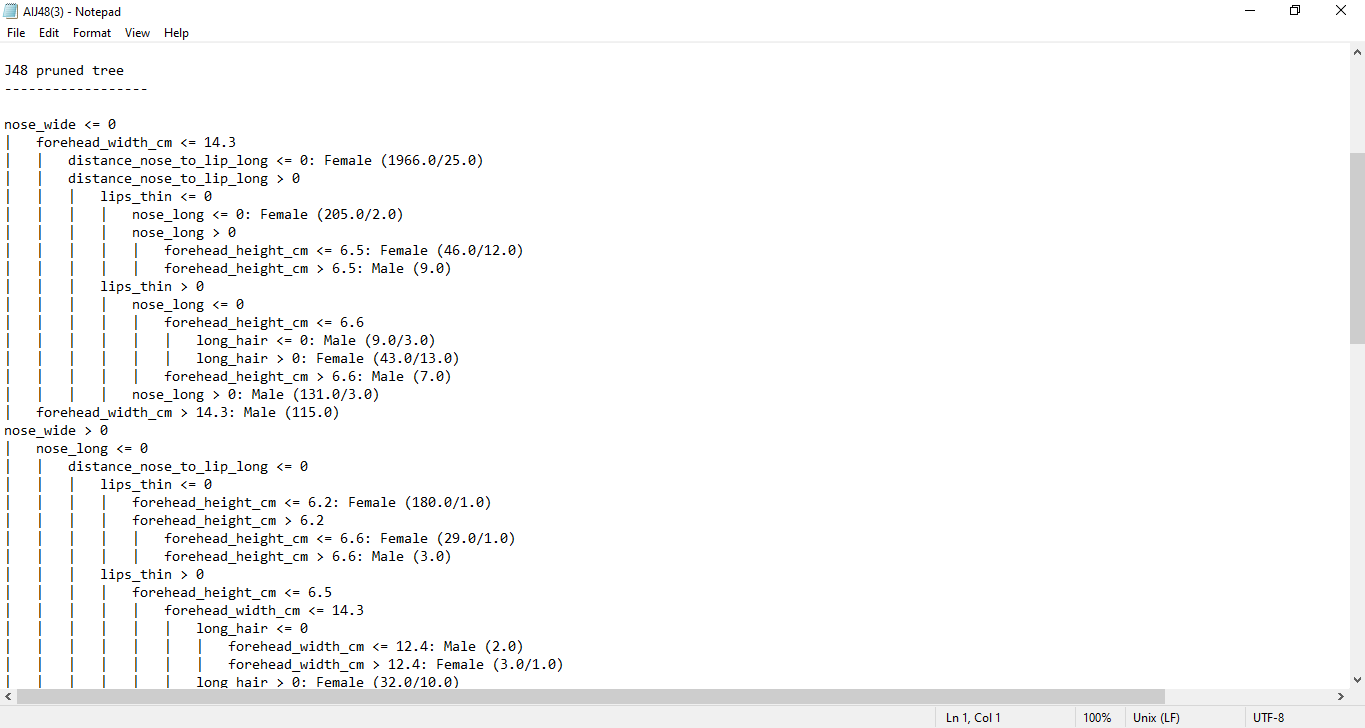 AIJ48(3) - Notepad
File Edit Format View Help
J48 pruned tree
------------------
nose_wide <= 0
|   forehead_width_cm <= 14.3
|   |   distance_nose_to_lip_long <= 0: Female (1966.0/25.0)
|   |   distance_nose_to_lip_long > 0
|   |   |   lips_thin <= 0
|   |   |   |   nose_long <= 0: Female (205.0/2.0)
|   |   |   |   nose_long > 0
|   |   |   |   |   forehead_height_cm <= 6.5: Female (46.0/12.0)
|   |   |   |   |   forehead_height_cm > 6.5: Male (9.0)
|   |   |   lips_thin > 0
|   |   |   |   nose_long <= 0
|   |   |   |   |   forehead_height_cm <= 6.6
|   |   |   |   |   |   long_hair <= 0: Male (9.0/3.0)
|   |   |   |   |   |   long_hair > 0: Female (43.0/13.0)
|   |   |   |   |   forehead_height_cm > 6.6: Male (7.0)
|   |   |   |   nose_long > 0: Male (131.0/3.0)
|   forehead_width_cm > 14.3: Male (115.0)
nose_wide > 0
|   nose_long <= 0
|   |   distance_nose_to_lip_long <= 0
|   |   |   lips_thin <= 0
|   |   |   |   forehead_height_cm <= 6.2: Female (180.0/1.0)
|   |   |   |   forehead_height_cm > 6.2
|   |   |   |   |   forehead_height_cm <= 6.6: Female (29.0/1.0)
|   |   |   |   |   forehead_height_cm > 6.6: Male (3.0)
|   |   |   lips_thin > 0
|   |   |   |   forehead_height_cm <= 6.5
|   |   |   |   |   forehead_width_cm <= 14.3
|   |   |   |   |   |   long_hair <= 0
|   |   |   |   |   |   |   forehead_width_cm <= 12.4: Male (2.0)
|   |   |   |   |   |   |   forehead_width_cm > 12.4: Female (3.0/1.0)
|   |   |   |   |   |   long_hair > 0: Female (32.0/10.0)
Ln 1, Col 1 100% Unix (LF) UTF-8